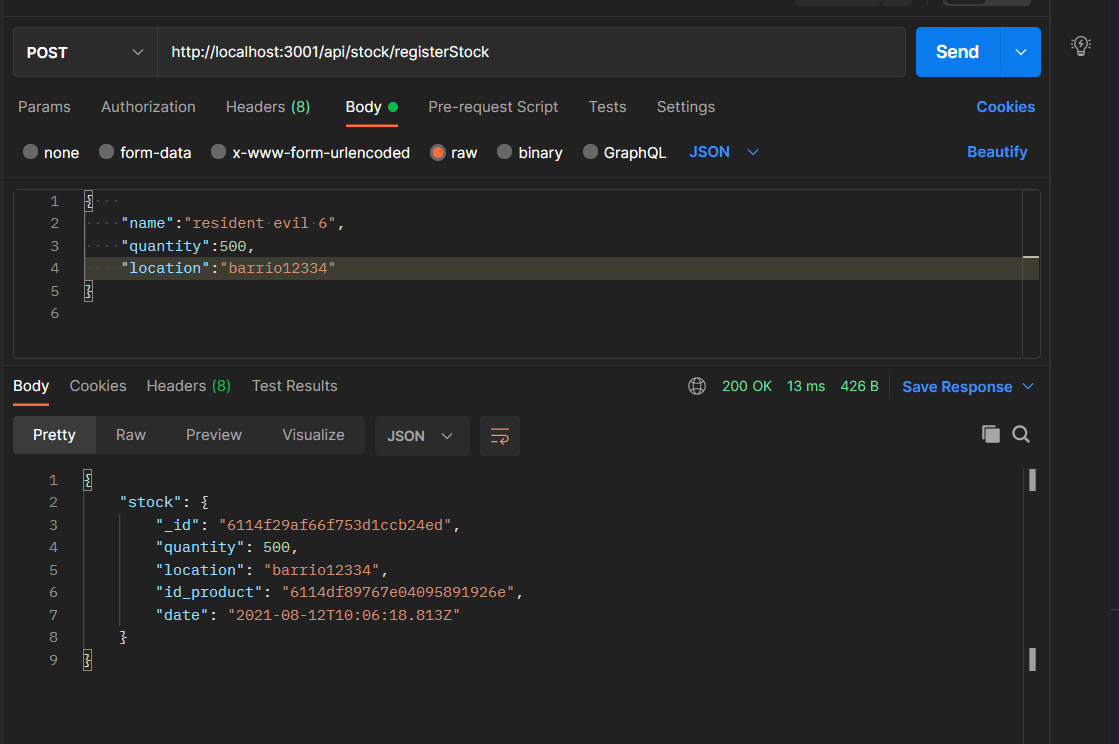 POST http://localhost:3001/api/stock/registerStock Send
Params Authorization Headers (8) Body Pre-request Script Tests Settings Cookies
none form-data x-www-form-urlencoded raw binary GraphQL JSON Beautify
1 {
2 "name":"resident evil 6",
3 "quantity":500,
4 "location":"barrio12334"
5 }
6
Body Cookies Headers (8) Test Results 200 OK 13 ms 426 B Save Response
Pretty Raw Preview Visualize JSON
1 {
2 "stock": {
3 "_id": "6114f29af66f753d1ccb24ed",
4 "quantity": 500,
5 "location": "barrio12334",
6 "id_product": "6114df89767e04095891926e",
7 "date": "2021-08-12T10:06:18.813Z"
8 }
9 }